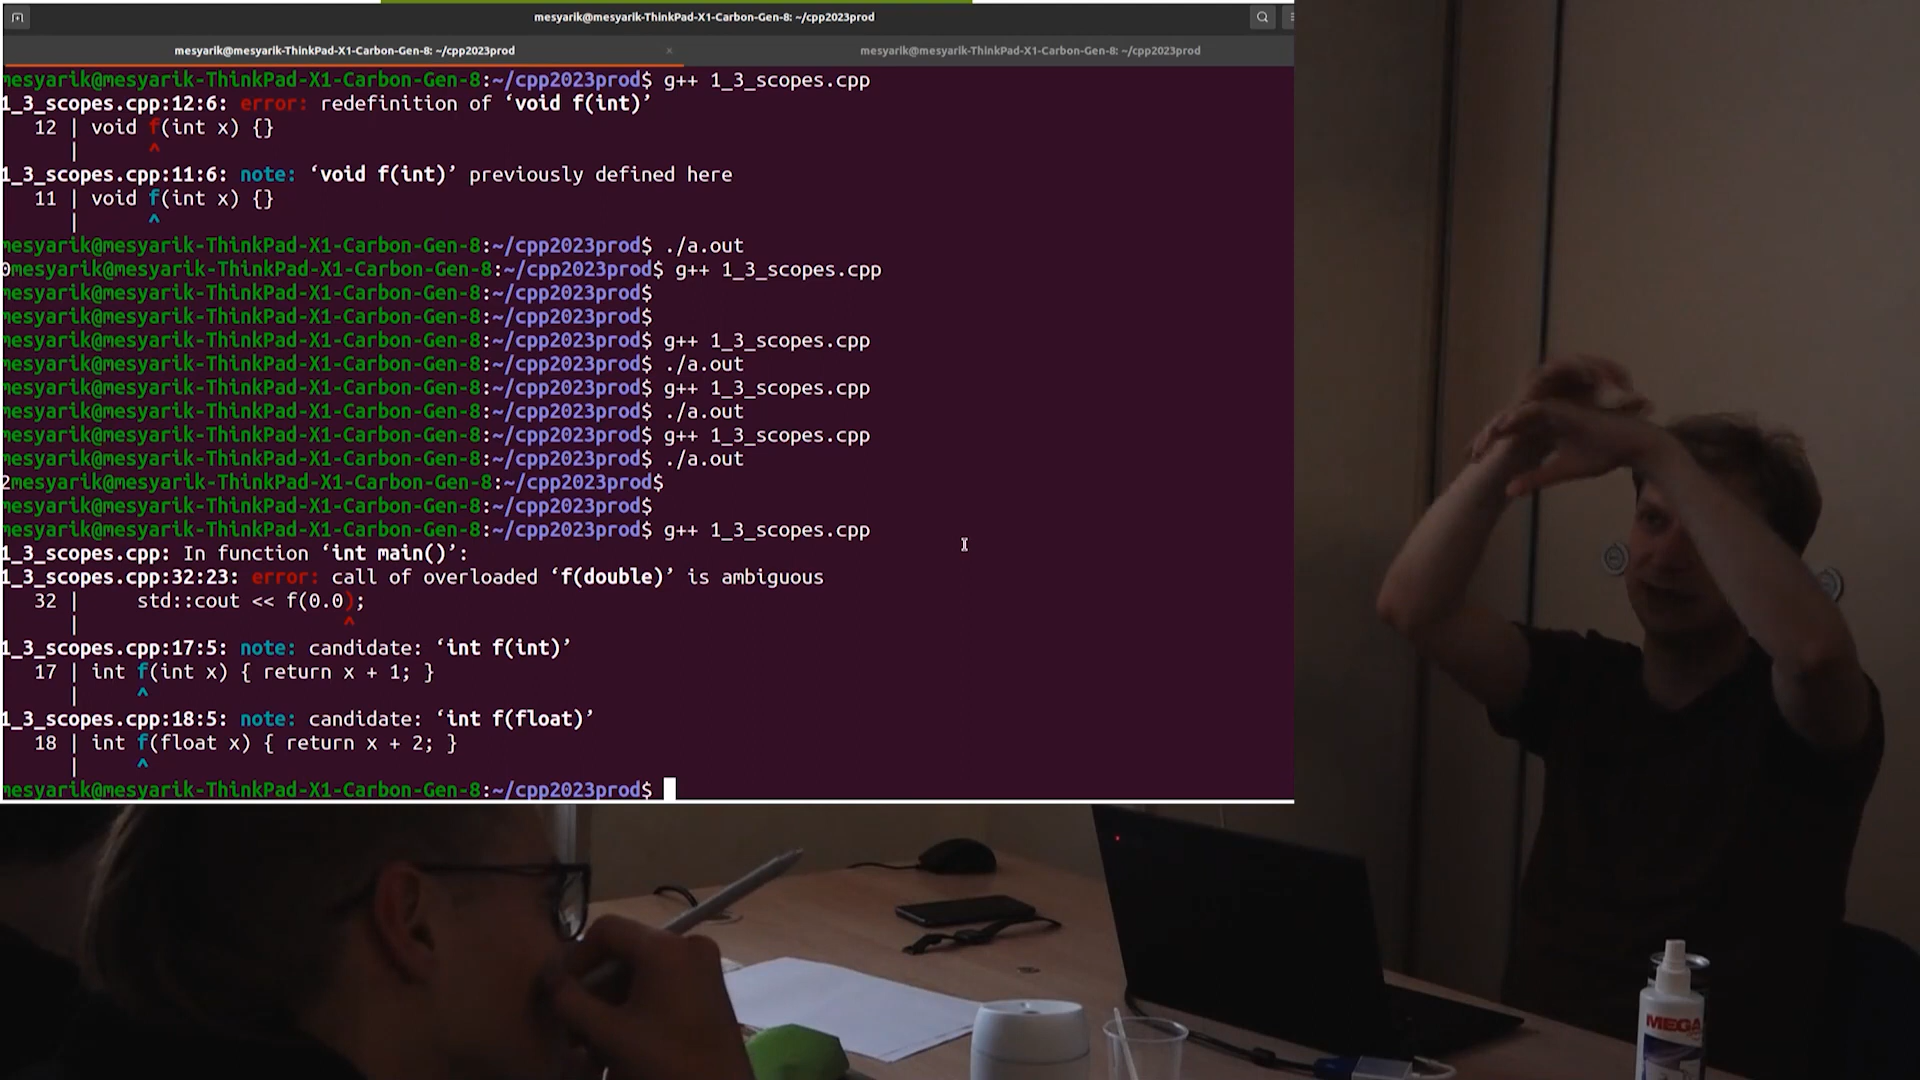 mesyarik@mesyarik-ThinkPad-X1-Carbon-Gen-8: ~/cpp2023prod
mesyarik@mesyarik-ThinkPad-X1-Carbon-Gen-8: ~/cpp2023prod × mesyarik@mesyarik-ThinkPad-X1-Carbon-Gen-8: ~/cpp2023prod
mesyarik@mesyarik-ThinkPad-X1-Carbon-Gen-8:~/cpp2023prod$ g++ 1_3_scopes.cpp
1_3_scopes.cpp:12:6: error: redefinition of ‘void f(int)’
12 | void f(int x) {}
| ^
1_3_scopes.cpp:11:6: note: ‘void f(int)’ previously defined here
11 | void f(int x) {}
| ^
mesyarik@mesyarik-ThinkPad-X1-Carbon-Gen-8:~/cpp2023prod$ ./a.out
0mesyarik@mesyarik-ThinkPad-X1-Carbon-Gen-8:~/cpp2023prod$ g++ 1_3_scopes.cpp
mesyarik@mesyarik-ThinkPad-X1-Carbon-Gen-8:~/cpp2023prod$
mesyarik@mesyarik-ThinkPad-X1-Carbon-Gen-8:~/cpp2023prod$
mesyarik@mesyarik-ThinkPad-X1-Carbon-Gen-8:~/cpp2023prod$ g++ 1_3_scopes.cpp
mesyarik@mesyarik-ThinkPad-X1-Carbon-Gen-8:~/cpp2023prod$ ./a.out
mesyarik@mesyarik-ThinkPad-X1-Carbon-Gen-8:~/cpp2023prod$ g++ 1_3_scopes.cpp
mesyarik@mesyarik-ThinkPad-X1-Carbon-Gen-8:~/cpp2023prod$ ./a.out
mesyarik@mesyarik-ThinkPad-X1-Carbon-Gen-8:~/cpp2023prod$ g++ 1_3_scopes.cpp
mesyarik@mesyarik-ThinkPad-X1-Carbon-Gen-8:~/cpp2023prod$ ./a.out
2mesyarik@mesyarik-ThinkPad-X1-Carbon-Gen-8:~/cpp2023prod$
mesyarik@mesyarik-ThinkPad-X1-Carbon-Gen-8:~/cpp2023prod$
mesyarik@mesyarik-ThinkPad-X1-Carbon-Gen-8:~/cpp2023prod$ g++ 1_3_scopes.cpp
1_3_scopes.cpp: In function ‘int main()’:
1_3_scopes.cpp:32:23: error: call of overloaded ‘f(double)’ is ambiguous
32 | std::cout << f(0.0);
| ^
1_3_scopes.cpp:17:5: note: candidate: ‘int f(int)’
17 | int f(int x) { return x + 1; }
| ^
1_3_scopes.cpp:18:5: note: candidate: ‘int f(float)’
18 | int f(float x) { return x + 2; }
| ^
mesyarik@mesyarik-ThinkPad-X1-Carbon-Gen-8:~/cpp2023prod$
MEGA